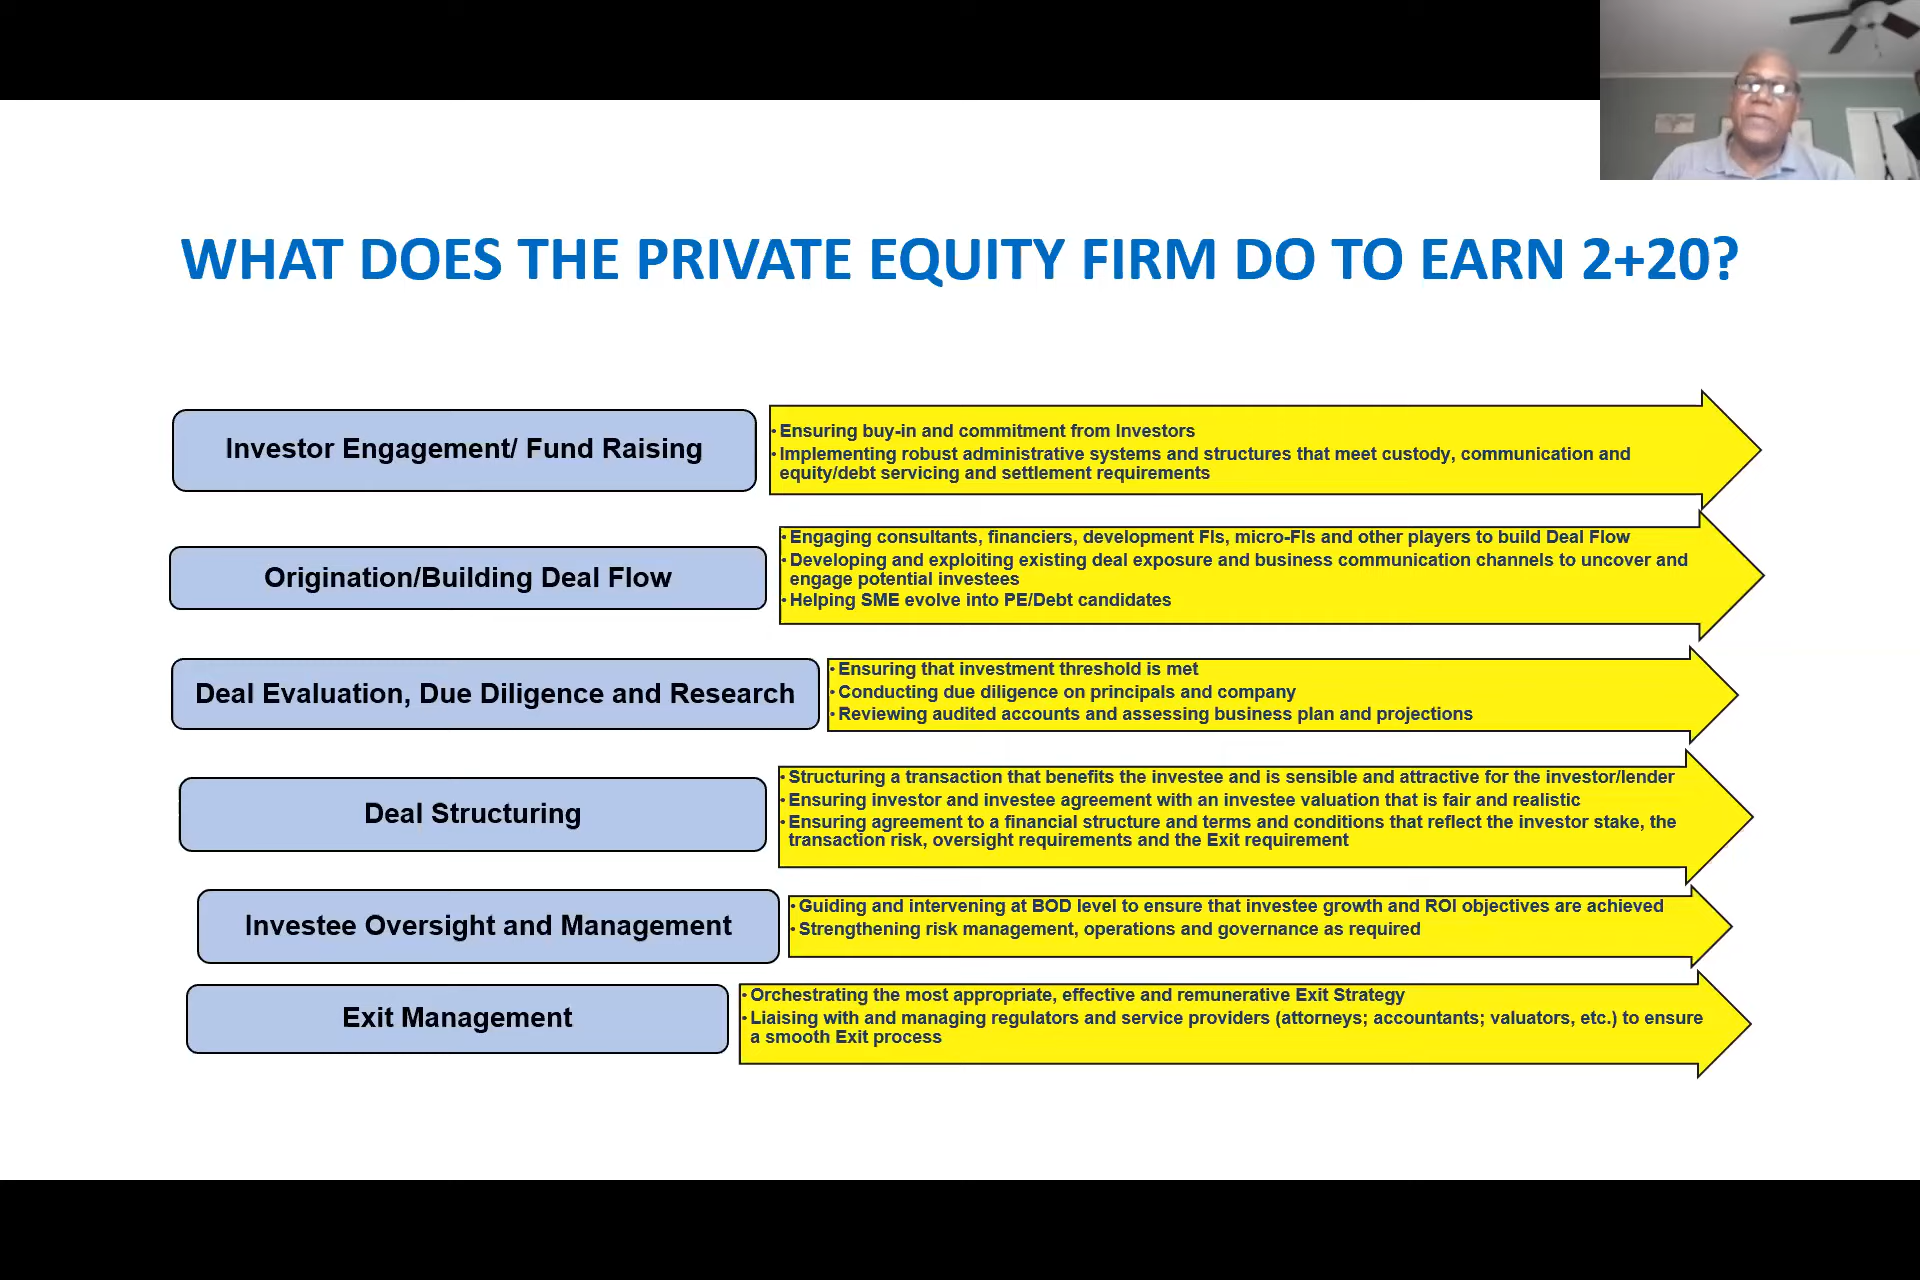 WHAT DOES THE PRIVATE EQUITY FIRM DO TO EARN 2+20?
Investor Engagement/ Fund Raising
• Ensuring buy-in and commitment from Investors
• Implementing robust administrative systems and structures that meet custody, communication and
equity/debt servicing and settlement requirements
Origination/Building Deal Flow
• Engaging consultants, financiers, development FIs, micro-FIs and other players to build Deal Flow
• Developing and exploiting existing deal exposure and business communication channels to uncover and
engage potential investees
• Helping SME evolve into PE/Debt candidates
Deal Evaluation, Due Diligence and Research
• Ensuring that investment threshold is met
• Conducting due diligence on principals and company
• Reviewing audited accounts and assessing business plan and projections
Deal Structuring
• Structuring a transaction that benefits the investee and is sensible and attractive for the investor/lender
• Ensuring investor and investee agreement with an investee valuation that is fair and realistic
• Ensuring agreement to a financial structure and terms and conditions that reflect the investor stake, the
transaction risk, oversight requirements and the Exit requirement
Investee Oversight and Management
• Guiding and intervening at BOD level to ensure that investee growth and ROI objectives are achieved
• Strengthening risk management, operations and governance as required
Exit Management
• Orchestrating the most appropriate, effective and remunerative Exit Strategy
• Liaising with and managing regulators and service providers (attorneys; accountants; valuators, etc.) to ensure
a smooth Exit process